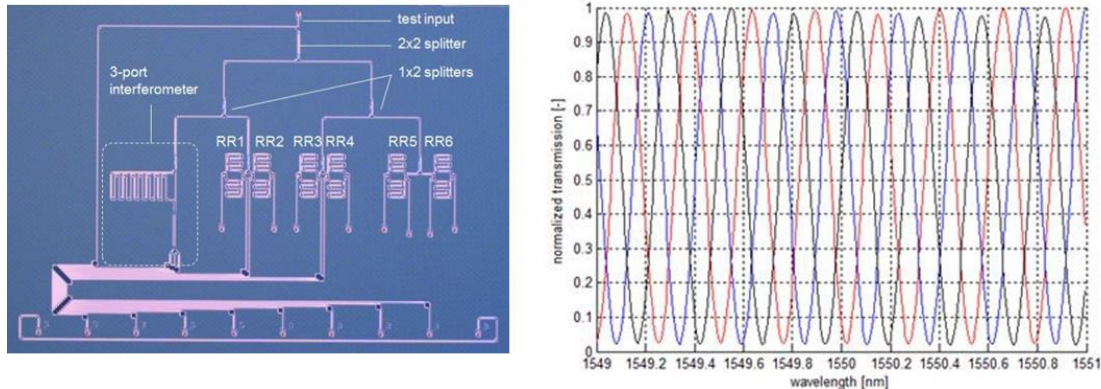 test input
2x2 splitter
1x2 splitters
3-port
interferometer
RR1 RR2 RR3 RR4 RR5 RR6
normalized transmission [-]
1
0.9
0.8
0.7
0.6
0.5
0.4
0.3
0.2
0.1
0
1549 1549.2 1549.4 1549.6 1549.8 1550 1550.2 1550.4 1550.6 1550.8 1551
wavelength [nm]